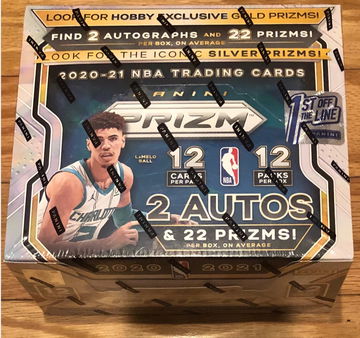 LOOK FOR HOBBY EXCLUSIVE GOLD PRIZMS!
FIND 2 AUTOGRAPHS AND 22 PRIZMS!
PER BOX, ON AVERAGE
LOOK FOR THE ICONIC SILVER PRIZMS!
2020-21 NBA TRADING CARDS
PANINI
PRIZM
1ST OFF THE LINE
PANINI
LaMELO
BALL
12
CARDS
PER PACK
NBA
12
PACKS
PER BOX
CHARLOTTE
2 AUTOS
& 22 PRIZMS!
PER BOX, ON AVERAGE
2020 2021